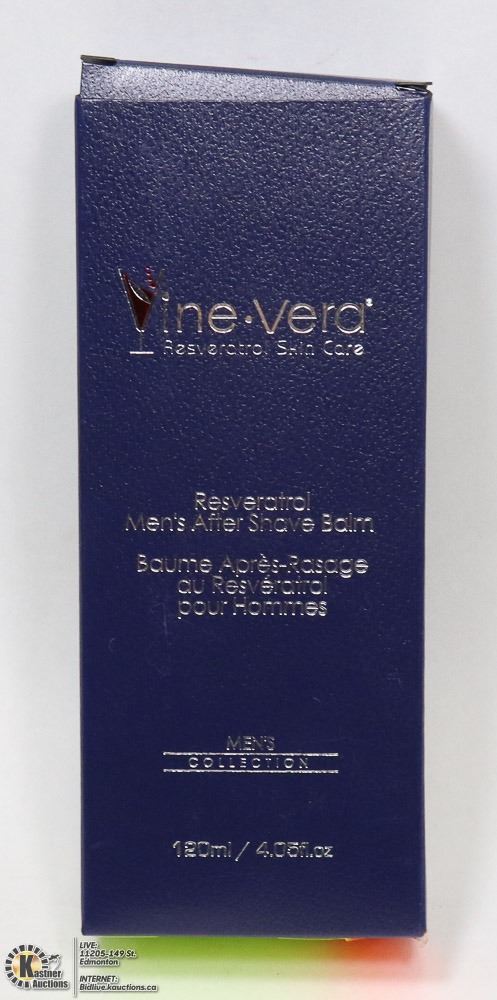 Vine·vera®
Resveratrol Skin Care
Resveratrol
Men's After Shave Balm
Baume Après-Rasage
au Resvératrol
pour Hommes
MEN'S
COLLECTION
120ml / 4.05fl.oz
Kastner
Auctions
LIVE:
11205-149 St.
Edmonton
INTERNET:
Bidlive.kauctions.ca